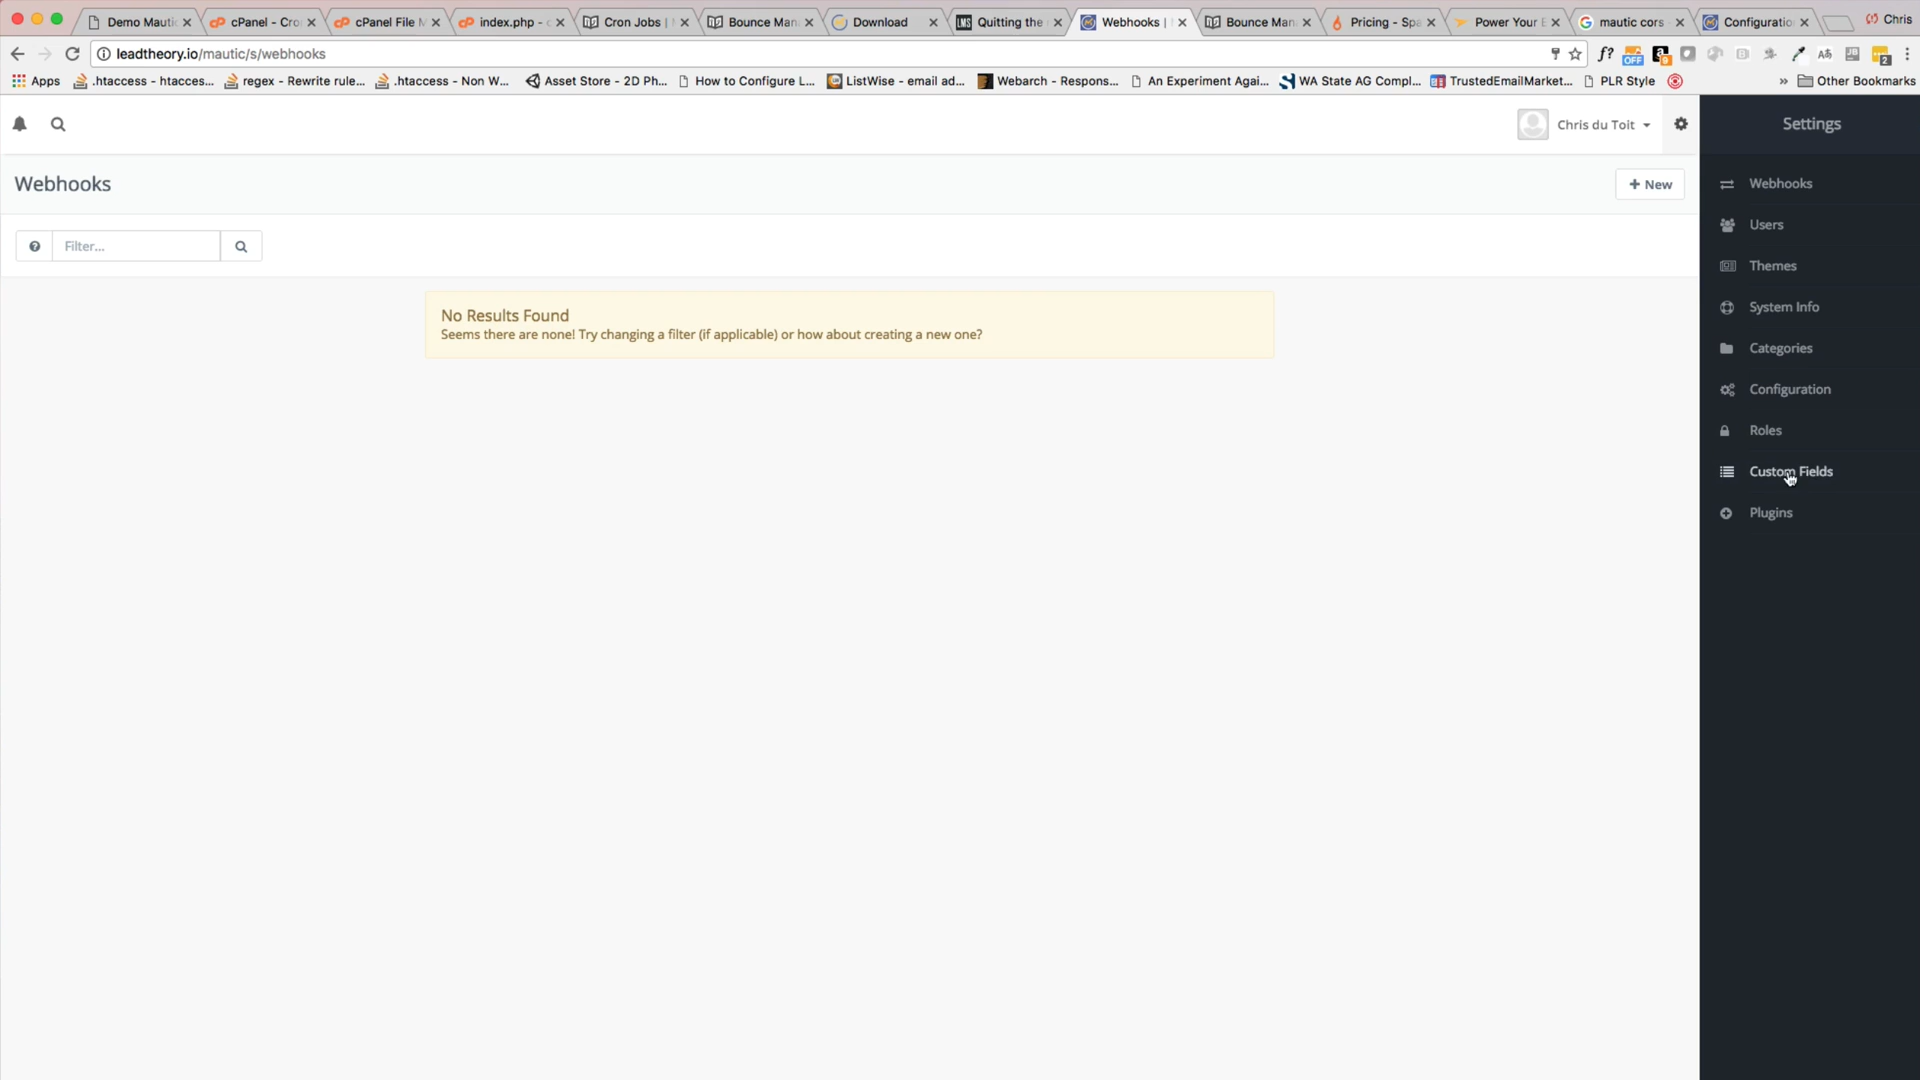 Demo Mautic
cPanel - Cro
cPanel File M
index.php - c
Cron Jobs |
Bounce Man
Download
Quitting the
Webhooks |
Bounce Man
Pricing - Spa
Power Your E
mautic cors
Configuratio
Chris
leadtheory.io/mautic/s/webhooks
f?
OFF
2
Apps
.htaccess - htacces...
regex - Rewrite rule...
.htaccess - Non W...
Asset Store - 2D Ph...
How to Configure L...
ListWise - email ad...
Webarch - Respons...
An Experiment Agai...
WA State AG Compl...
TrustedEmailMarket...
PLR Style
»
Other Bookmarks
Chris du Toit
Settings
Webhooks
+ New
Filter...
No Results Found
Seems there are none! Try changing a filter (if applicable) or how about creating a new one?
Webhooks
Users
Themes
System Info
Categories
Configuration
Roles
Custom Fields
Plugins